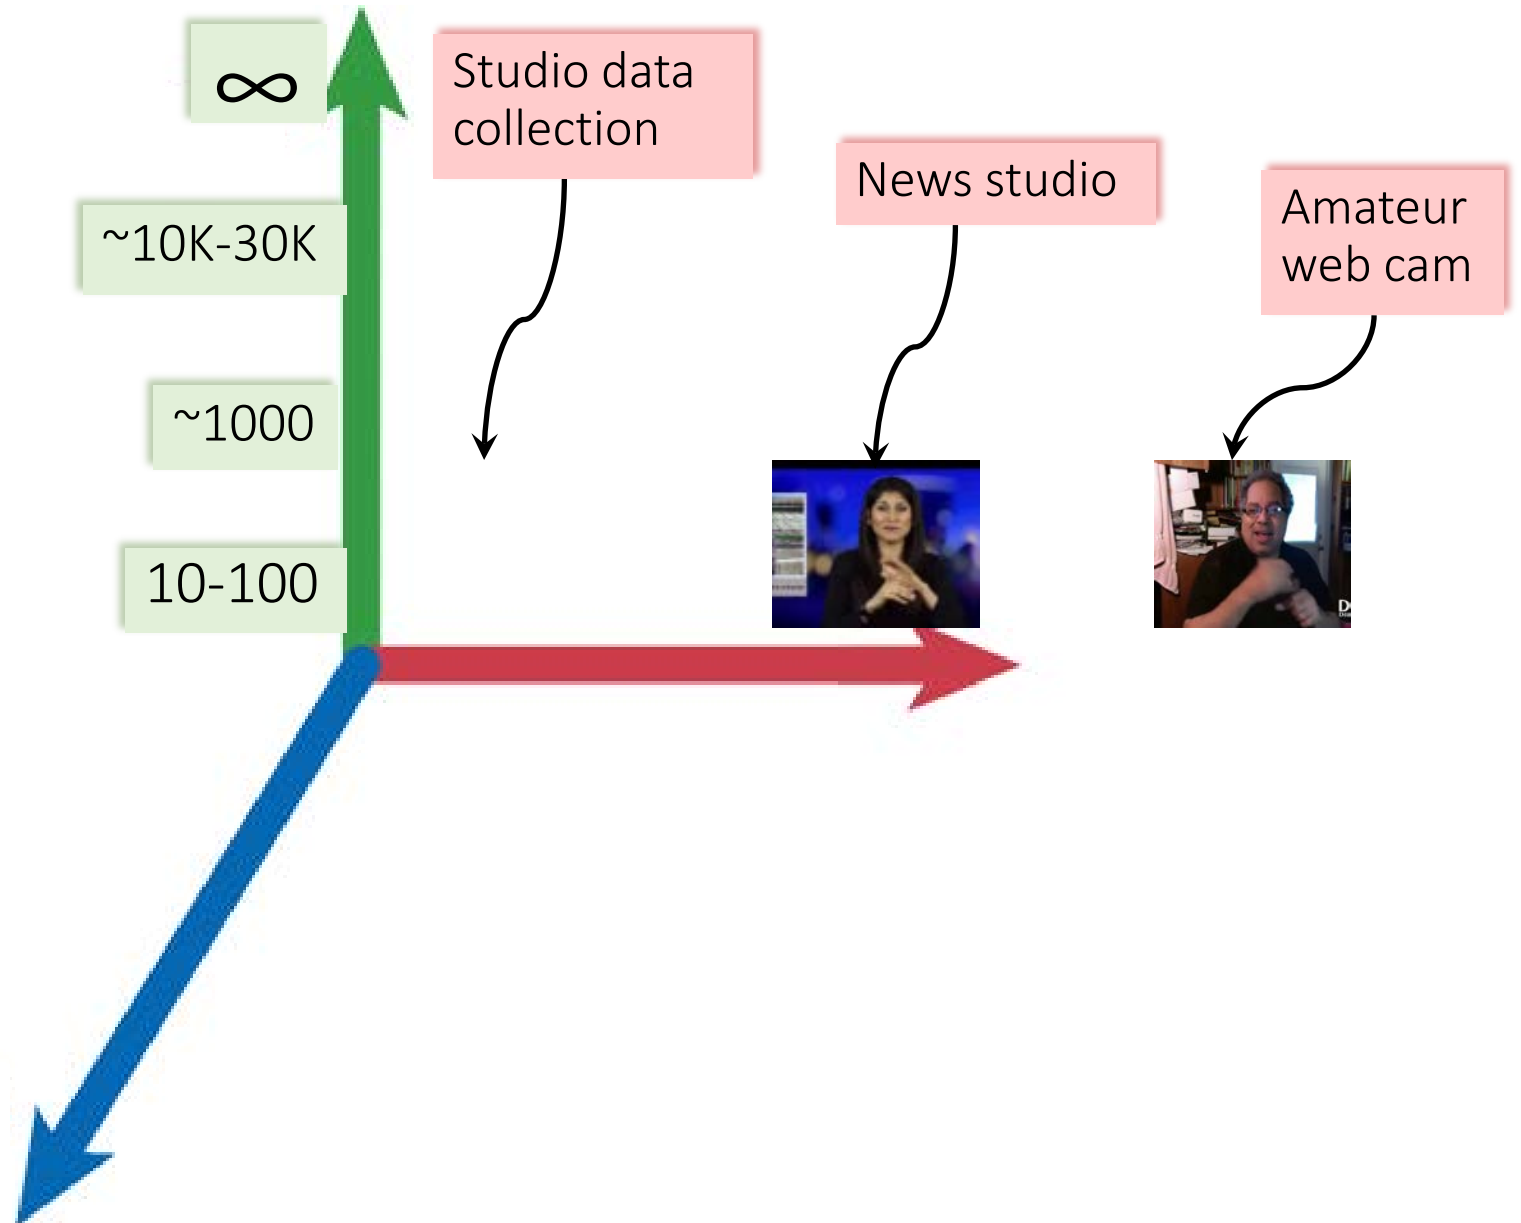 ∞
Studio data
collection
News studio
Amateur
web cam
~10K-30K
~1000
10-100